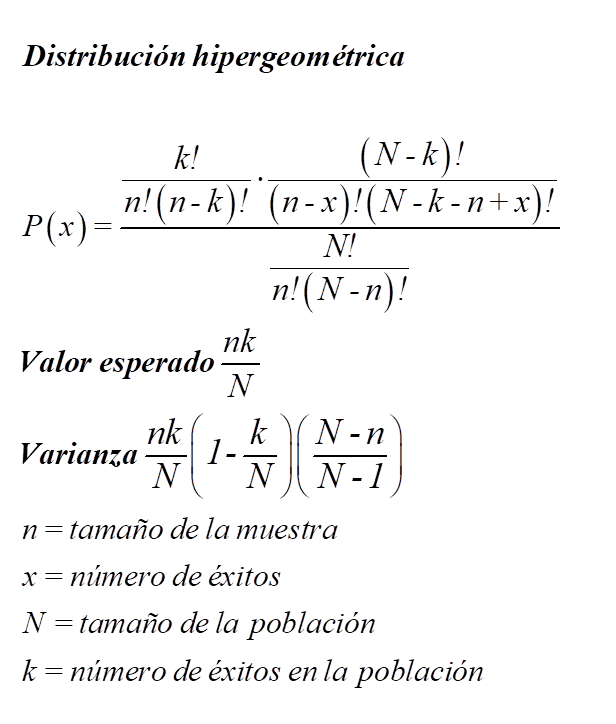 Distribución hipergeométrica
P(x) = \frac{\frac{k!}{n!(n-k)!} \cdot \frac{(N-k)!}{(n-x)!(N-k-n+x)!}}{\frac{N!}{n!(N-n)!}}
Valor esperado \frac{nk}{N}
Varianza \frac{nk}{N}\left(1-\frac{k}{N}\right)\left(\frac{N-n}{N-1}\right)
n = tamaño de la muestra
x = número de éxitos
N = tamaño de la población
k = número de éxitos en la población